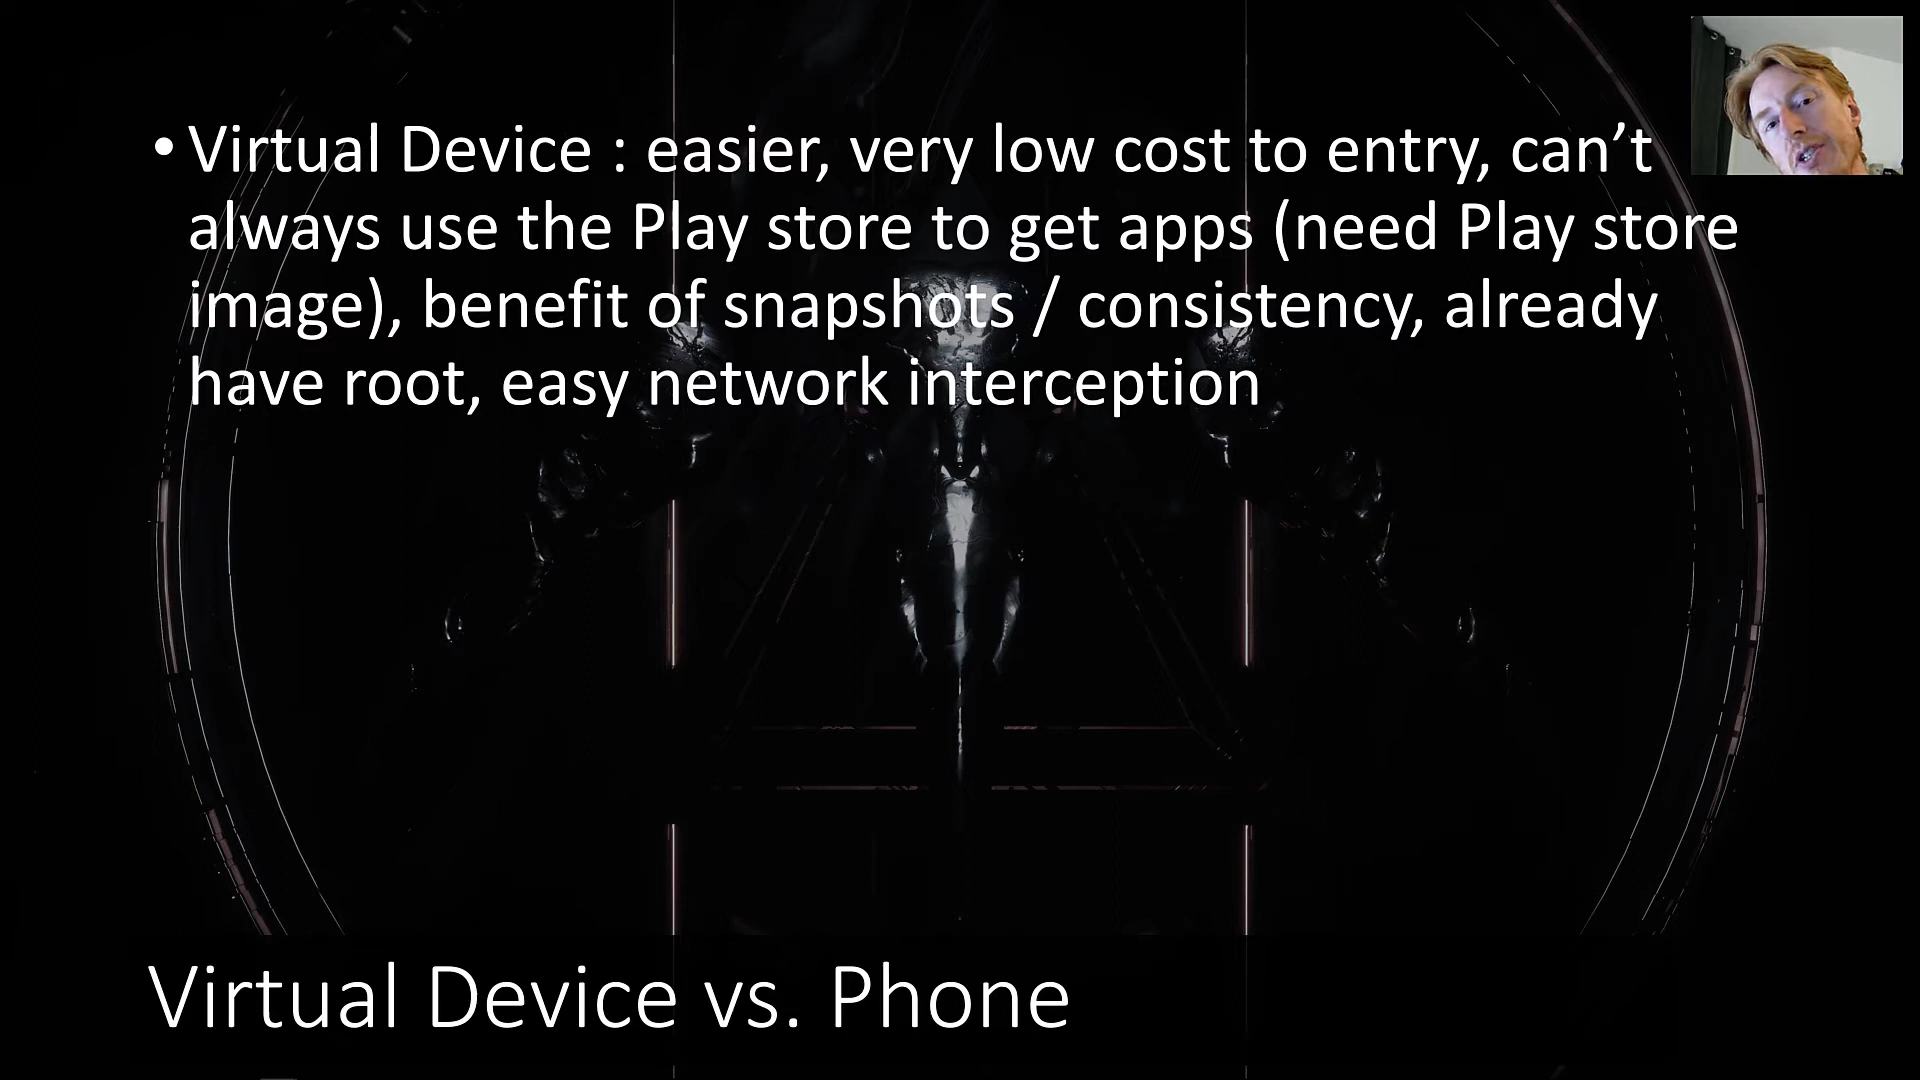 • Virtual Device : easier, very low cost to entry, can’t
always use the Play store to get apps (need Play store
image), benefit of snapshots / consistency, already
have root, easy network interception
Virtual Device vs. Phone